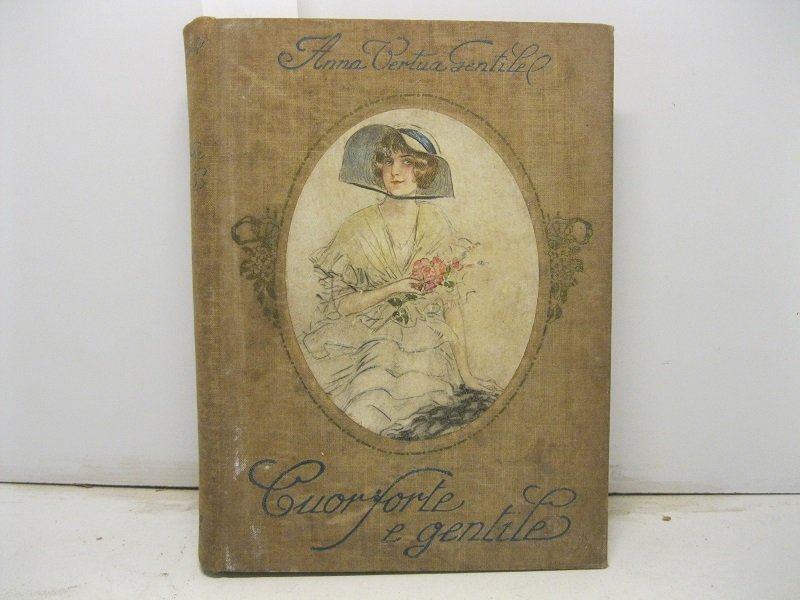 Anna Vertua Gentile
Cuor forte
e gentile